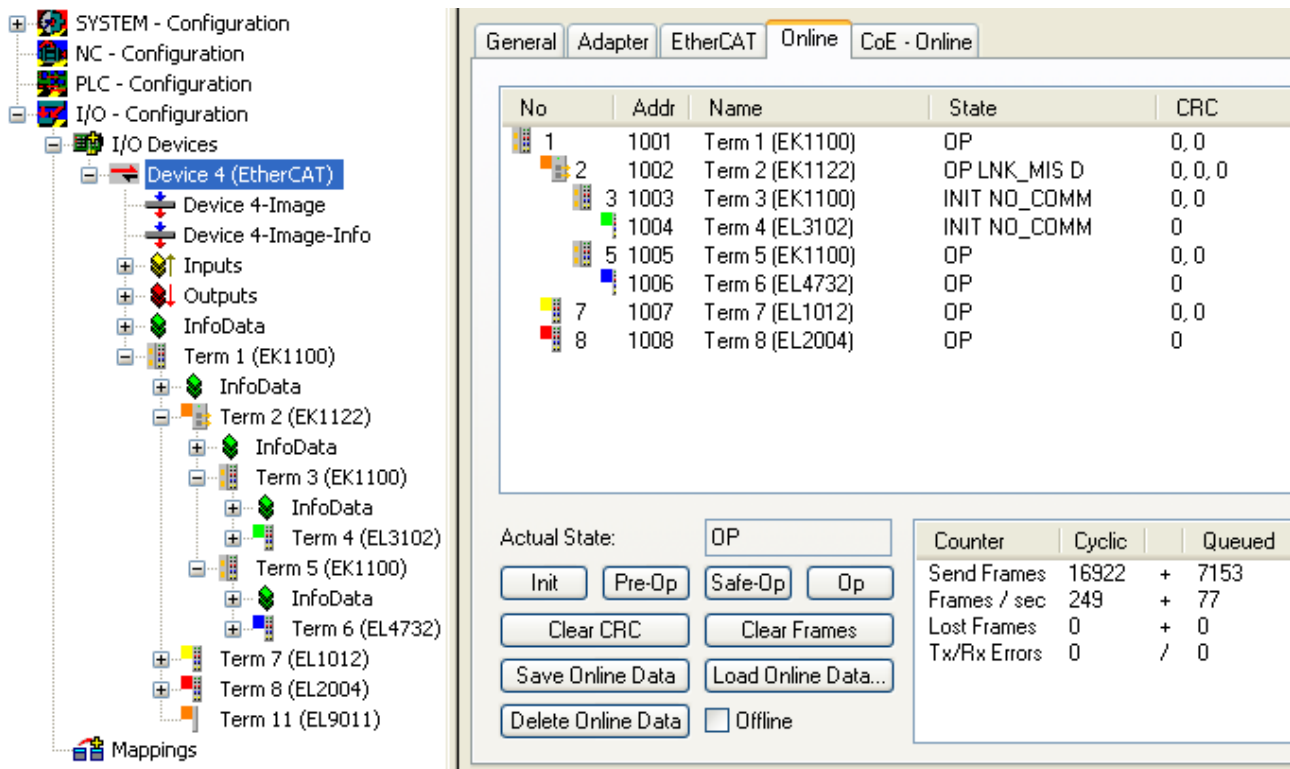 SYSTEM - Configuration
NC - Configuration
PLC - Configuration
I/O - Configuration
I/O Devices
Device 4 (EtherCAT)
Device 4-Image
Device 4-Image-Info
Inputs
Outputs
InfoData
Term 1 (EK1100)
InfoData
Term 2 (EK1122)
InfoData
Term 3 (EK1100)
InfoData
Term 4 (EL3102)
Term 5 (EK1100)
InfoData
Term 6 (EL4732)
Term 7 (EL1012)
Term 8 (EL2004)
Term 11 (EL9011)
Mappings
General Adapter EtherCAT Online CoE - Online
No Addr Name State CRC
1 1001 Term 1 (EK1100) OP 0, 0
2 1002 Term 2 (EK1122) OP LNK_MIS D 0, 0, 0
3 1003 Term 3 (EK1100) INIT NO_COMM 0, 0
1004 Term 4 (EL3102) INIT NO_COMM 0
5 1005 Term 5 (EK1100) OP 0, 0
1006 Term 6 (EL4732) OP 0
7 1007 Term 7 (EL1012) OP 0, 0
8 1008 Term 8 (EL2004) OP 0
Actual State: OP
Init Pre-Op Safe-Op Op
Clear CRC Clear Frames
Save Online Data Load Online Data...
Delete Online Data Offline
Counter Cyclic Queued
Send Frames 16922 + 7153
Frames / sec 249 + 77
Lost Frames 0 + 0
Tx/Rx Errors 0 / 0